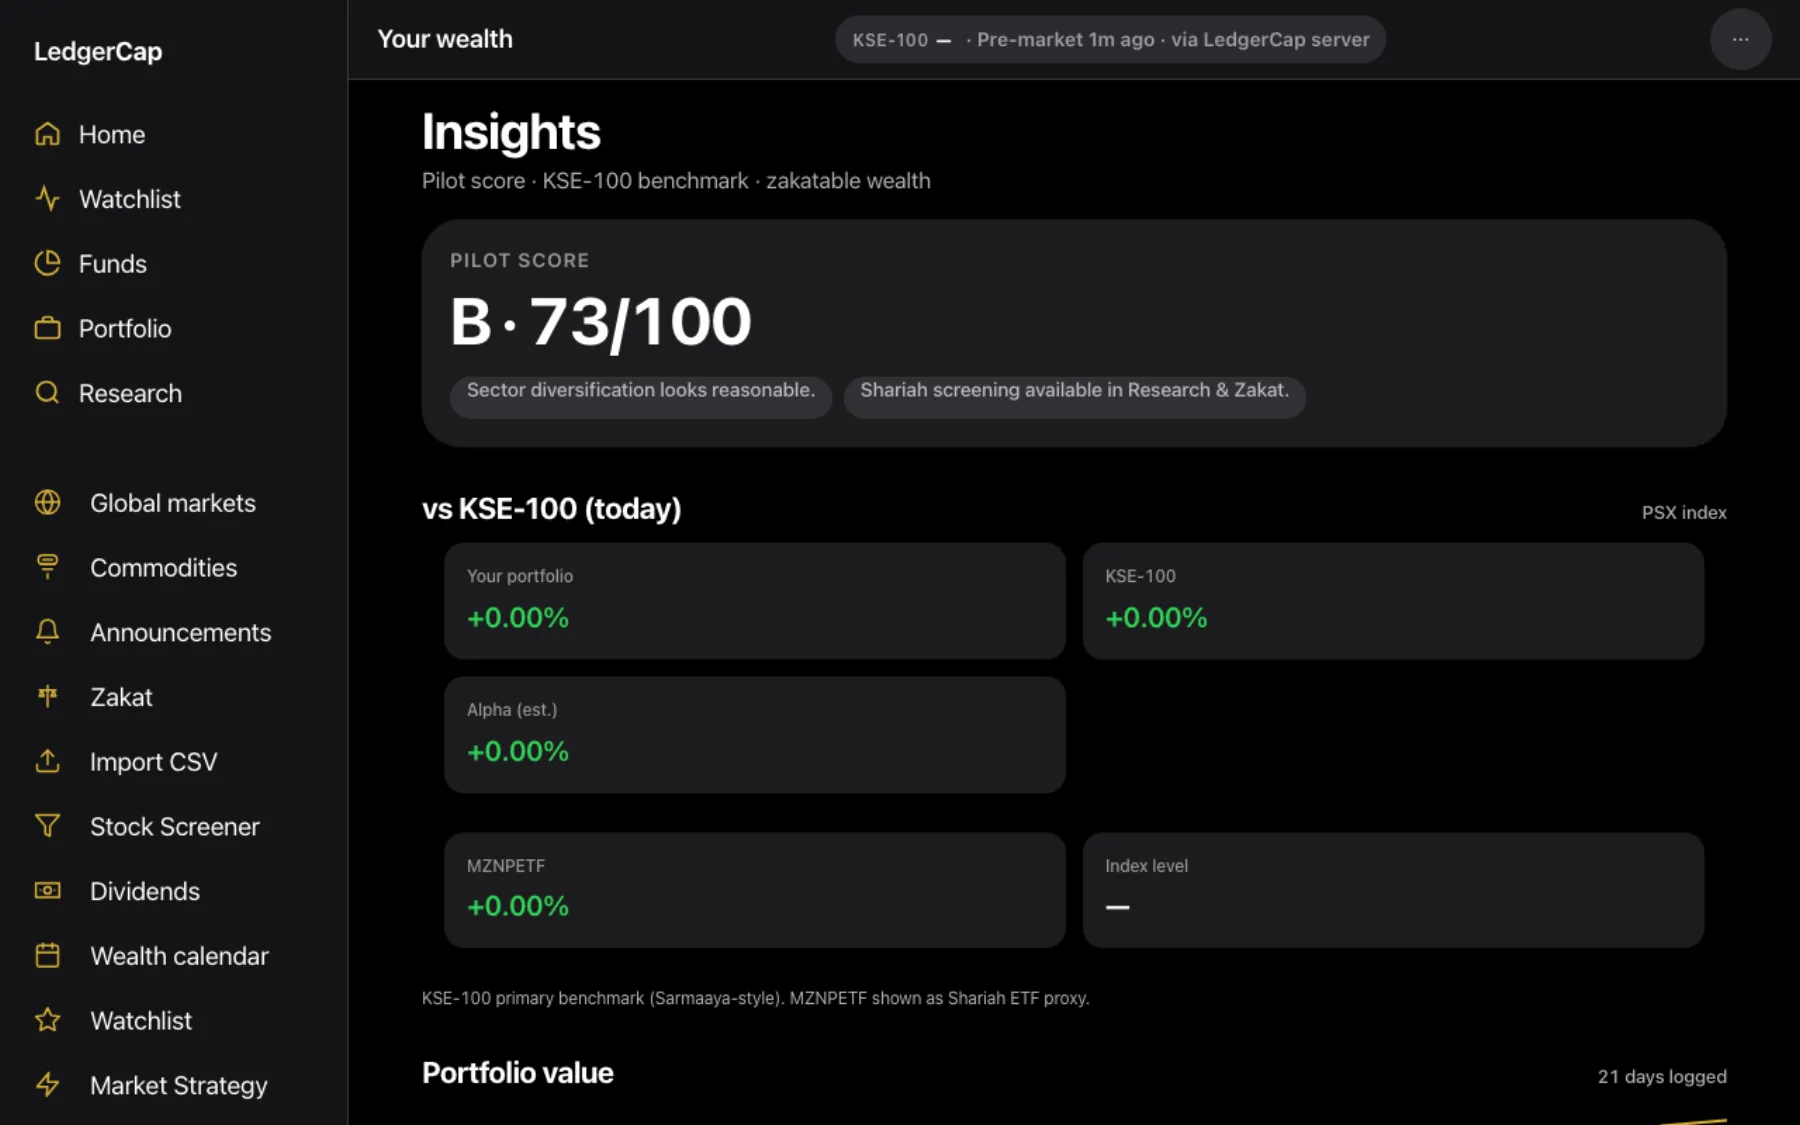 LedgerCap
Home
Watchlist
Funds
Portfolio
Research
Global markets
Commodities
Announcements
Zakat
Import CSV
Stock Screener
Dividends
Wealth calendar
Watchlist
Market Strategy
Your wealth
KSE-100 — · Pre-market 1m ago · via LedgerCap server
...
Insights
Pilot score · KSE-100 benchmark · zakatable wealth
PILOT SCORE
B · 73/100
Sector diversification looks reasonable.
Shariah screening available in Research & Zakat.
vs KSE-100 (today)
PSX index
Your portfolio
+0.00%
KSE-100
+0.00%
Alpha (est.)
+0.00%
MZNPETF
+0.00%
Index level
—
KSE-100 primary benchmark (Sarmaaya-style). MZNPETF shown as Shariah ETF proxy.
Portfolio value
21 days logged